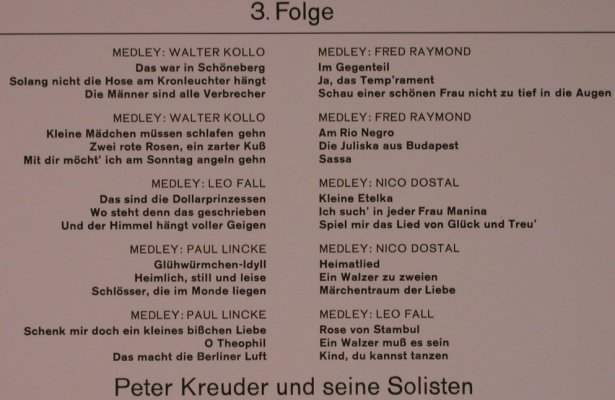 3. Folge
MEDLEY: WALTER KOLLO
Das war in Schöneberg
Solang nicht die Hose am Kronleuchter hängt
Die Männer sind alle Verbrecher
MEDLEY: WALTER KOLLO
Kleine Mädchen müssen schlafen gehn
Zwei rote Rosen, ein zarter Kuß
Mit dir möcht' ich am Sonntag angeln gehn
MEDLEY: LEO FALL
Das sind die Dollarprinzessen
Wo steht denn das geschrieben
Und der Himmel hängt voller Geigen
MEDLEY: PAUL LINCKE
Glühwürmchen-Idyll
Heimlich, still und leise
Schlösser, die im Monde liegen
MEDLEY: PAUL LINCKE
Schenk mir doch ein kleines bißchen Liebe
O Theophil
Das macht die Berliner Luft
MEDLEY: FRED RAYMOND
Im Gegenteil
Ja, das Temp'rament
Schau einer schönen Frau nicht zu tief in die Augen
MEDLEY: FRED RAYMOND
Am Rio Negro
Die Juliska aus Budapest
Sassa
MEDLEY: NICO DOSTAL
Kleine Etelka
Ich such' in jeder Frau Manina
Spiel mir das Lied von Glück und Treu'
MEDLEY: NICO DOSTAL
Heimatlied
Ein Walzer zu zweien
Märchentraum der Liebe
MEDLEY: LEO FALL
Rose von Stambul
Ein Walzer muß es sein
Kind, du kannst tanzen
Peter Kreuder und seine Solisten